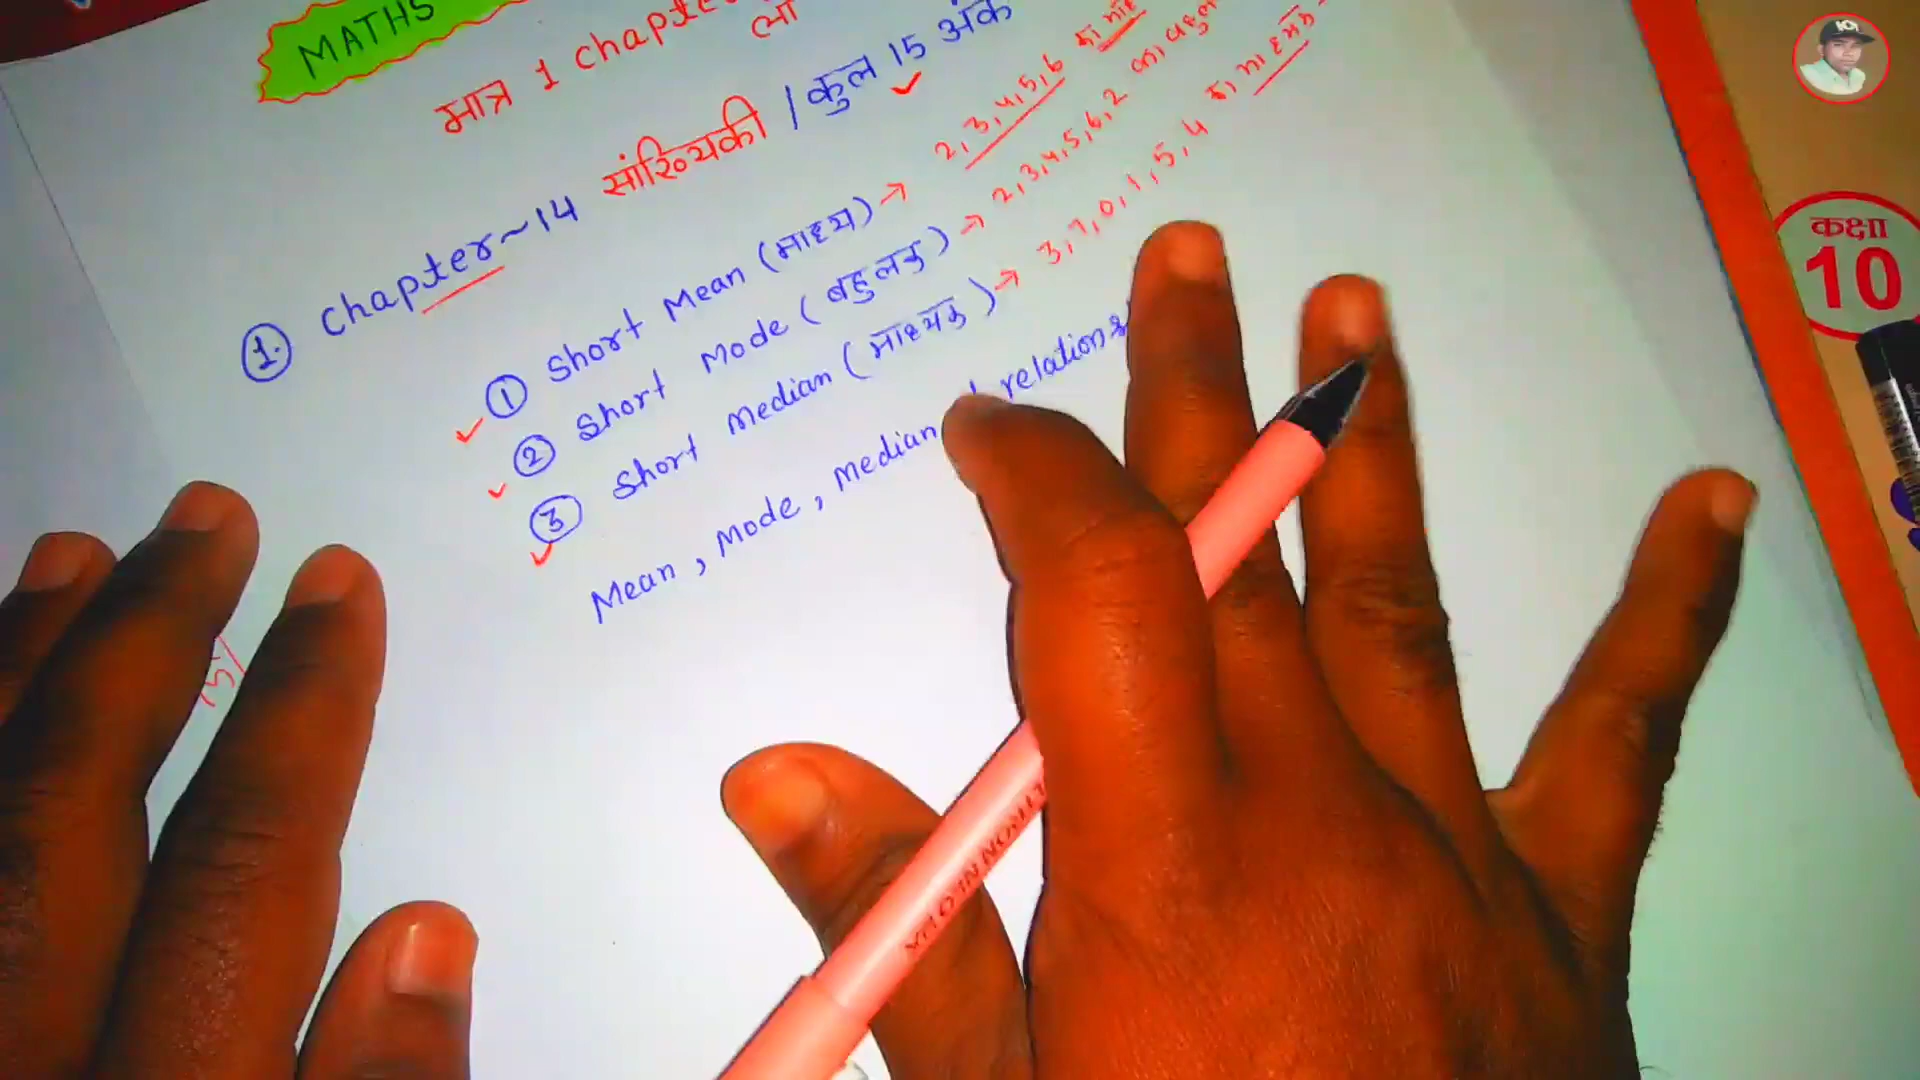 MATHS
मात्र 1 Chapter
1. Chapter~14 सांख्यिकी / कुल 15 अंक
① Short Mean (माध्य) → 2, 3, 4, 5, 6 का
② Short Mode (बहुलक) → 2, 3, 4, 5, 6, 2 का
③ Short Median (माध्यक) → 3, 7, 0, 1, 5, 4 का माध्यक
Mean, Mode, Median relation
कक्षा
10